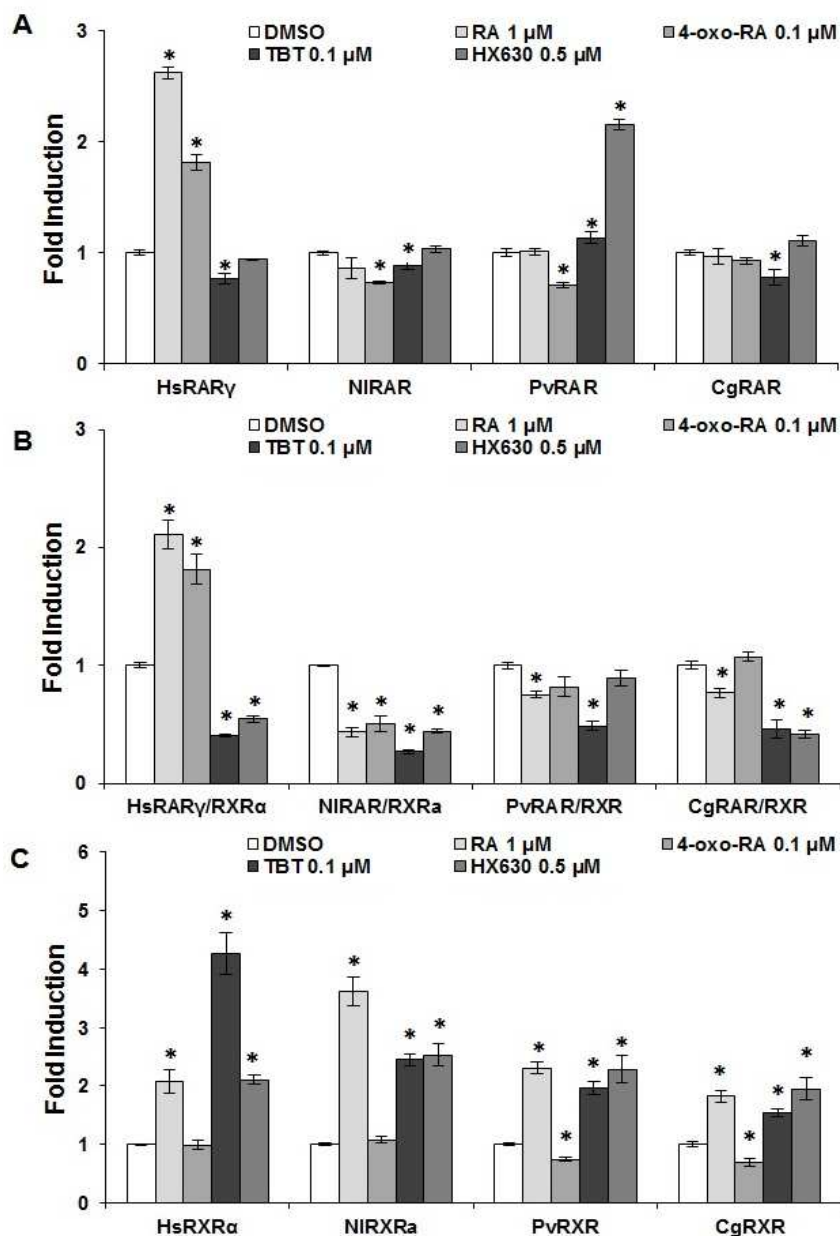 A
DMSO RA 1 µM 4-oxo-RA 0.1 µM
TBT 0.1 µM HX630 0.5 µM
Fold Induction
3
2
1
0
* * * * * * * * *
HsRARγ NlRAR PvRAR CgRAR
B
DMSO RA 1 µM 4-oxo-RA 0.1 µM
TBT 0.1 µM HX630 0.5 µM
Fold Induction
3
2
1
0
* * * * * * * * * * * * *
HsRARγ/RXRα NlRAR/RXRa PvRAR/RXR CgRAR/RXR
C
DMSO RA 1 µM 4-oxo-RA 0.1 µM
TBT 0.1 µM HX630 0.5 µM
Fold Induction
6
5
4
3
2
1
0
* * * * * * * * * * * * * *
HsRXRα NlRXRa PvRXR CgRXR